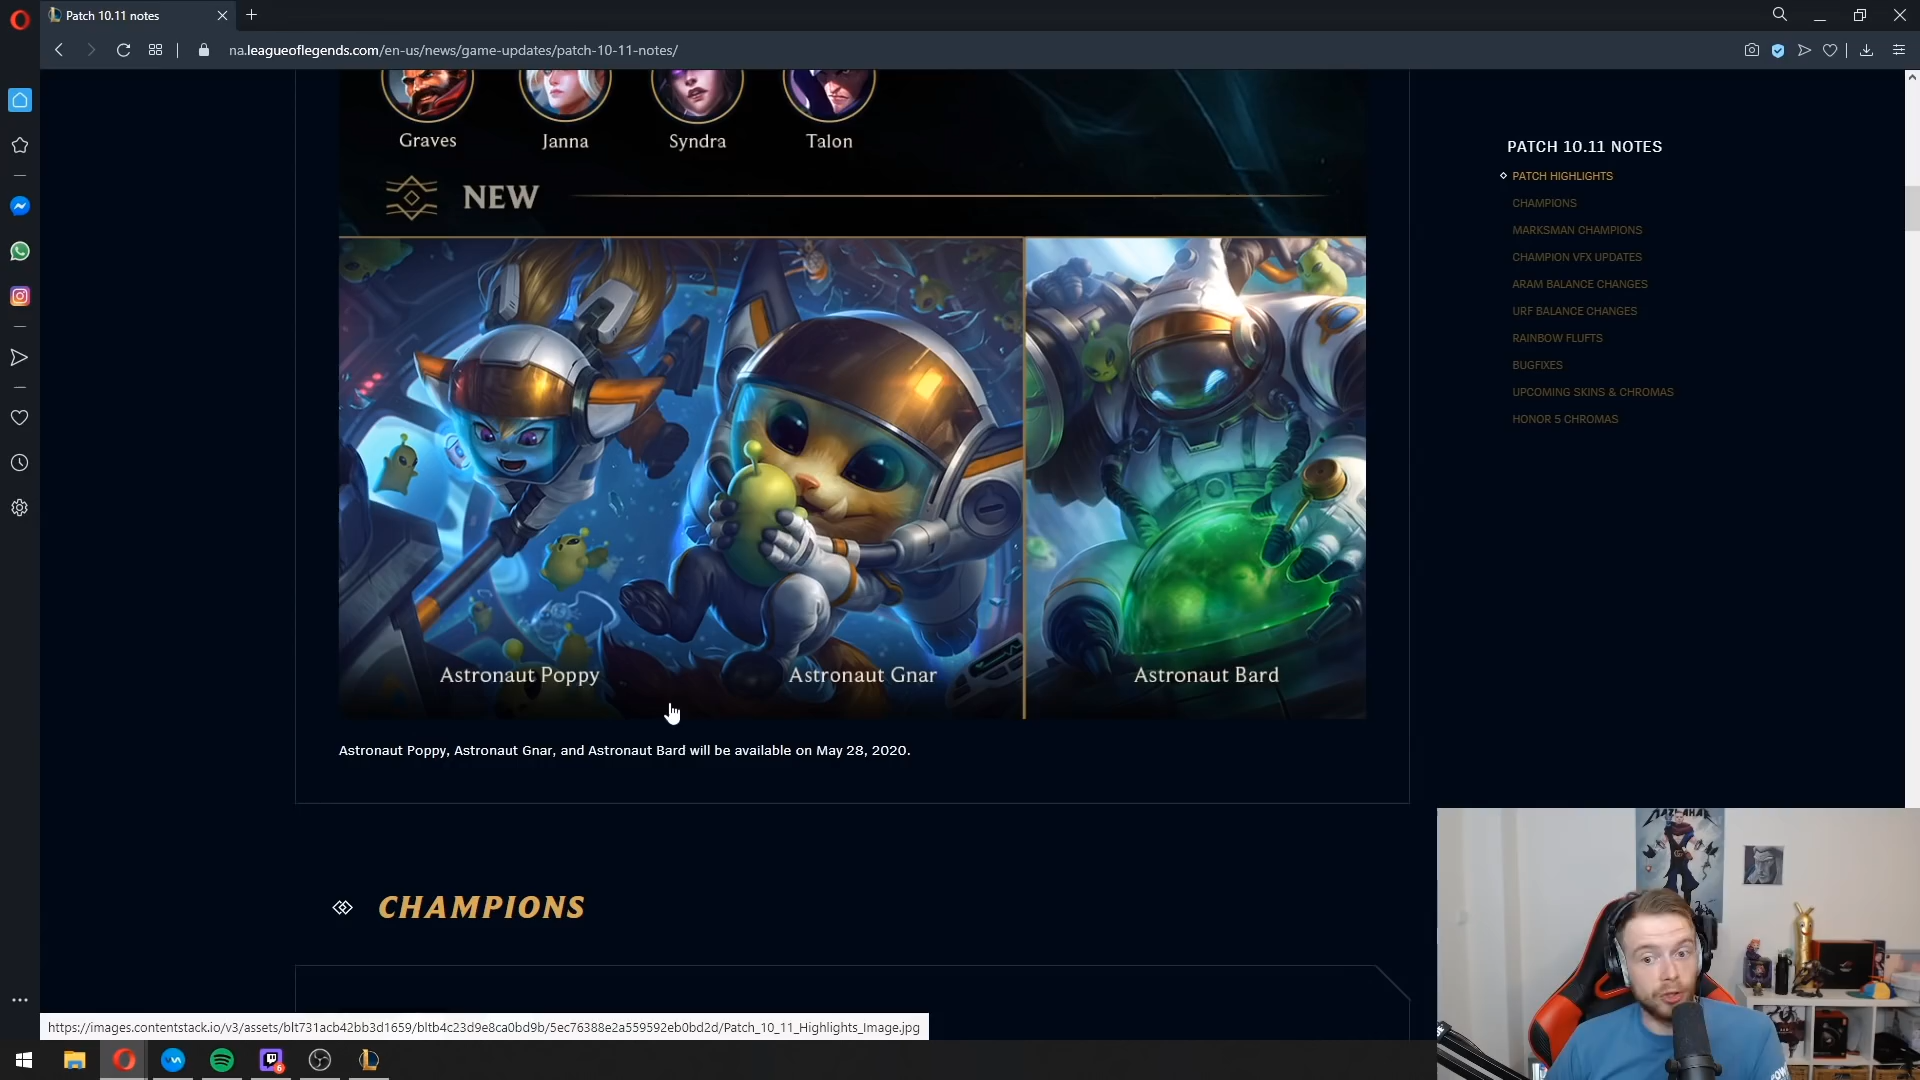 Patch 10.11 notes
na.leagueoflegends.com/en-us/news/game-updates/patch-10-11-notes/
Graves
Janna
Syndra
Talon
NEW
Astronaut Poppy
Astronaut Gnar
Astronaut Bard
Astronaut Poppy, Astronaut Gnar, and Astronaut Bard will be available on May 28, 2020.
CHAMPIONS
PATCH 10.11 NOTES
PATCH HIGHLIGHTS
CHAMPIONS
MARKSMAN CHAMPIONS
CHAMPION VFX UPDATES
ARAM BALANCE CHANGES
URF BALANCE CHANGES
RAINBOW FLUFTS
BUGFIXES
UPCOMING SKINS & CHROMAS
HONOR 5 CHROMAS
https://images.contentstack.io/v3/assets/blt731acb42bb3d1659/bltb4c23d9e8ca0bd9b/5ec76388e2a559592eb0bd2d/Patch_10_11_Highlights_Image.jpg
6